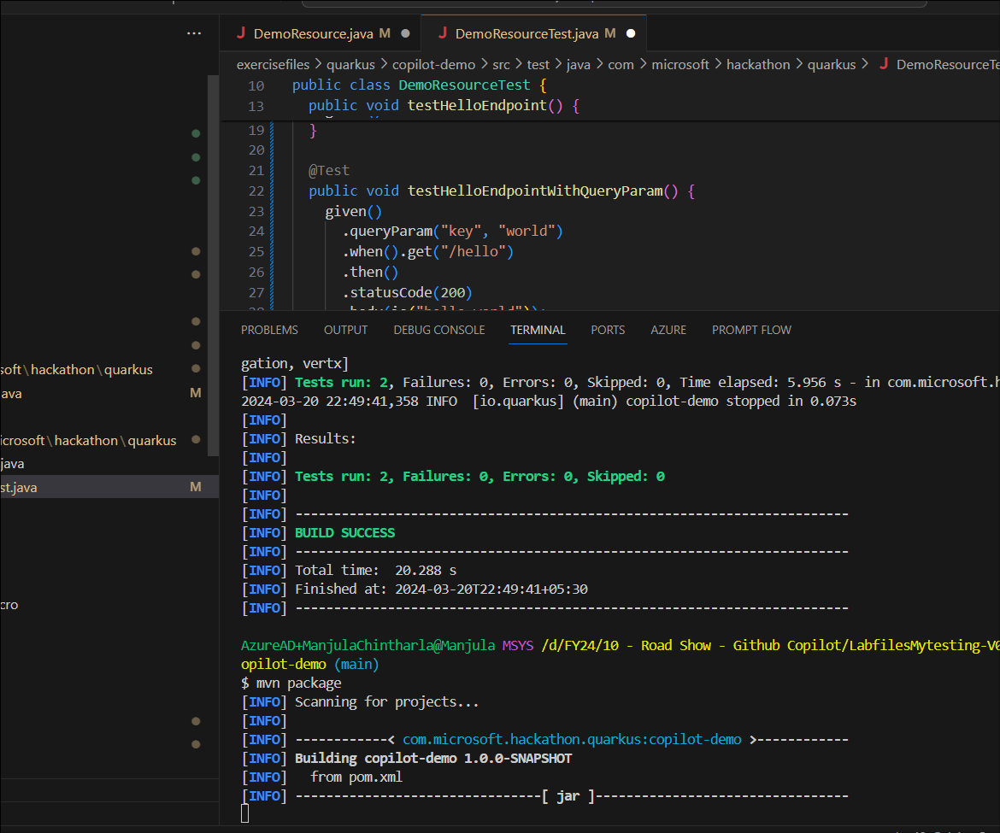 ...
J DemoResource.java M ●
J DemoResourceTest.java M ●
exercisefiles > quarkus > copilot-demo > src > test > java > com > microsoft > hackathon > quarkus > J DemoResourceTe
10 public class DemoResourceTest {
13 public void testHelloEndpoint() {
19 }
20
21 @Test
22 public void testHelloEndpointWithQueryParam() {
23 given()
24 .queryParam("key", "world")
25 .when().get("/hello")
26 .then()
27 .statusCode(200)
soft\hackathon\quarkus
ava M
icrosoft\hackathon\quarkus
java
st.java M
cro
PROBLEMS OUTPUT DEBUG CONSOLE TERMINAL PORTS AZURE PROMPT FLOW
gation, vertx]
[INFO] Tests run: 2, Failures: 0, Errors: 0, Skipped: 0, Time elapsed: 5.956 s - in com.microsoft.h
2024-03-20 22:49:41,358 INFO [io.quarkus] (main) copilot-demo stopped in 0.073s
[INFO]
[INFO] Results:
[INFO]
[INFO] Tests run: 2, Failures: 0, Errors: 0, Skipped: 0
[INFO]
[INFO] ------------------------------------------------------------------------
[INFO] BUILD SUCCESS
[INFO] ------------------------------------------------------------------------
[INFO] Total time:  20.288 s
[INFO] Finished at: 2024-03-20T22:49:41+05:30
[INFO] ------------------------------------------------------------------------
AzureAD+ManjulaChintharla@Manjula MSYS /d/FY24/10 - Road Show - Github Copilot/LabfilesMytesting-V0
opilot-demo (main)
$ mvn package
[INFO] Scanning for projects...
[INFO]
[INFO] ------------< com.microsoft.hackathon.quarkus:copilot-demo >------------
[INFO] Building copilot-demo 1.0.0-SNAPSHOT
[INFO]   from pom.xml
[INFO] --------------------------------[ jar ]---------------------------------